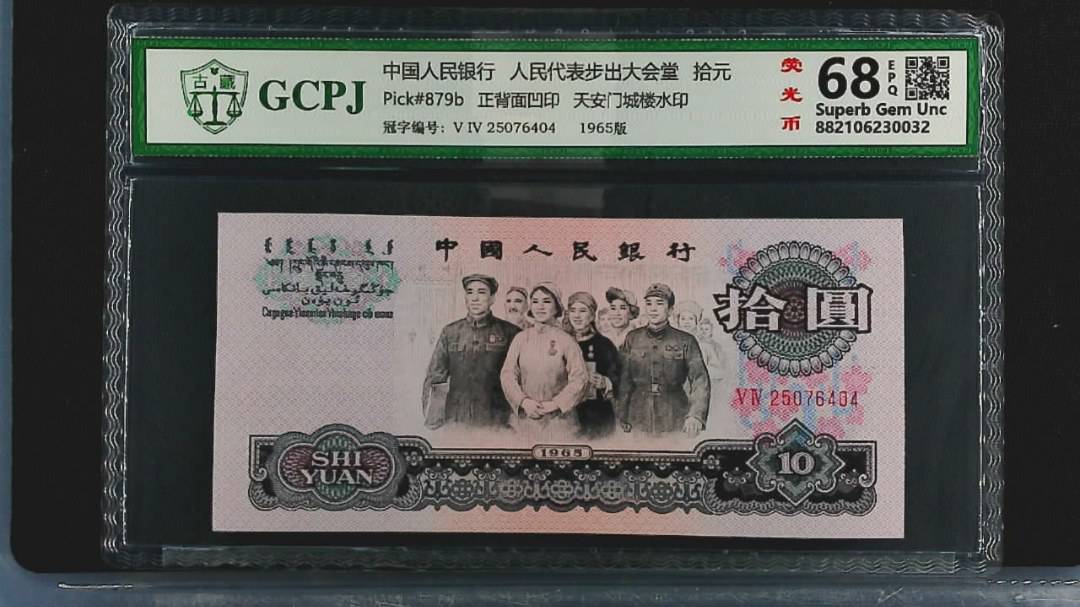 古藏
GCPJ
中国人民银行 人民代表步出大会堂 拾元
Pick#879b 正背面凹印 天安门城楼水印
冠字编号: V IV 25076404 1965版
荧光币
68 EPQ
Superb Gem Unc
882106230032
中國人民銀行
拾圓
V IV 25076404
1965
SHI
YUAN
10